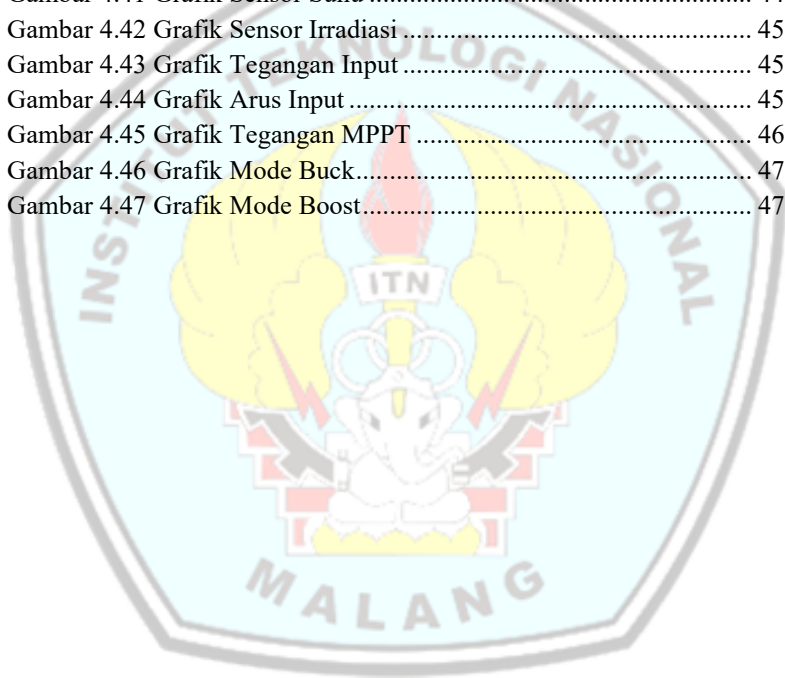 Gambar 4.42 Grafik Sensor Irradiasi ........................................................ 45
Gambar 4.43 Grafik Tegangan Input ....................................................... 45
Gambar 4.44 Grafik Arus Input ................................................................ 45
Gambar 4.45 Grafik Tegangan MPPT ..................................................... 46
Gambar 4.46 Grafik Mode Buck............................................................... 47
Gambar 4.47 Grafik Mode Boost.............................................................. 47
INSTITUT TEKNOLOGI NASIONAL
ITN
MALANG